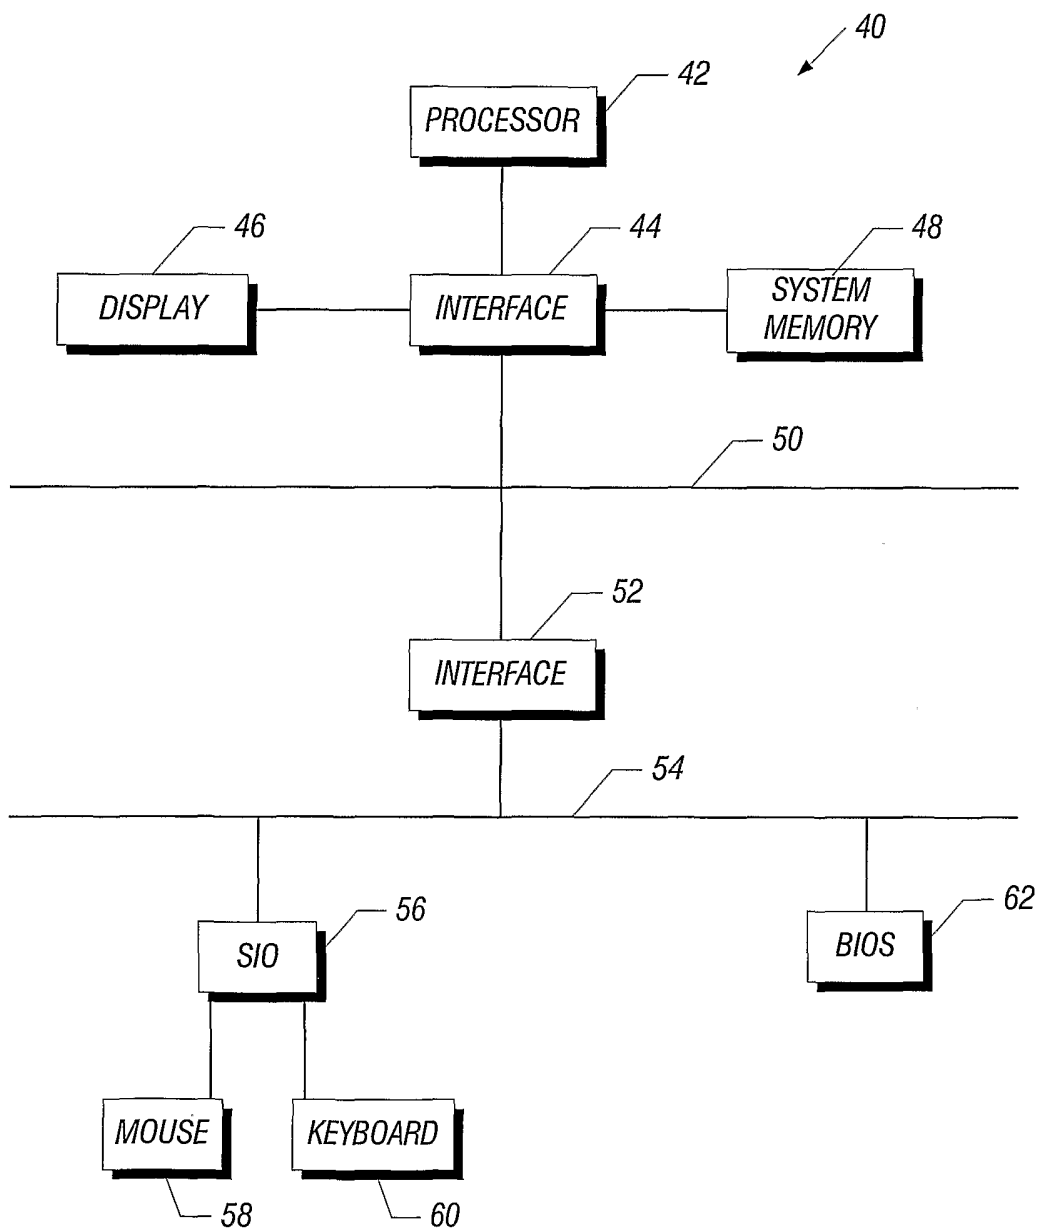 40
42
PROCESSOR
46
44
48
DISPLAY
INTERFACE
SYSTEM
MEMORY
50
52
INTERFACE
54
56
62
SIO
BIOS
MOUSE
KEYBOARD
58
60